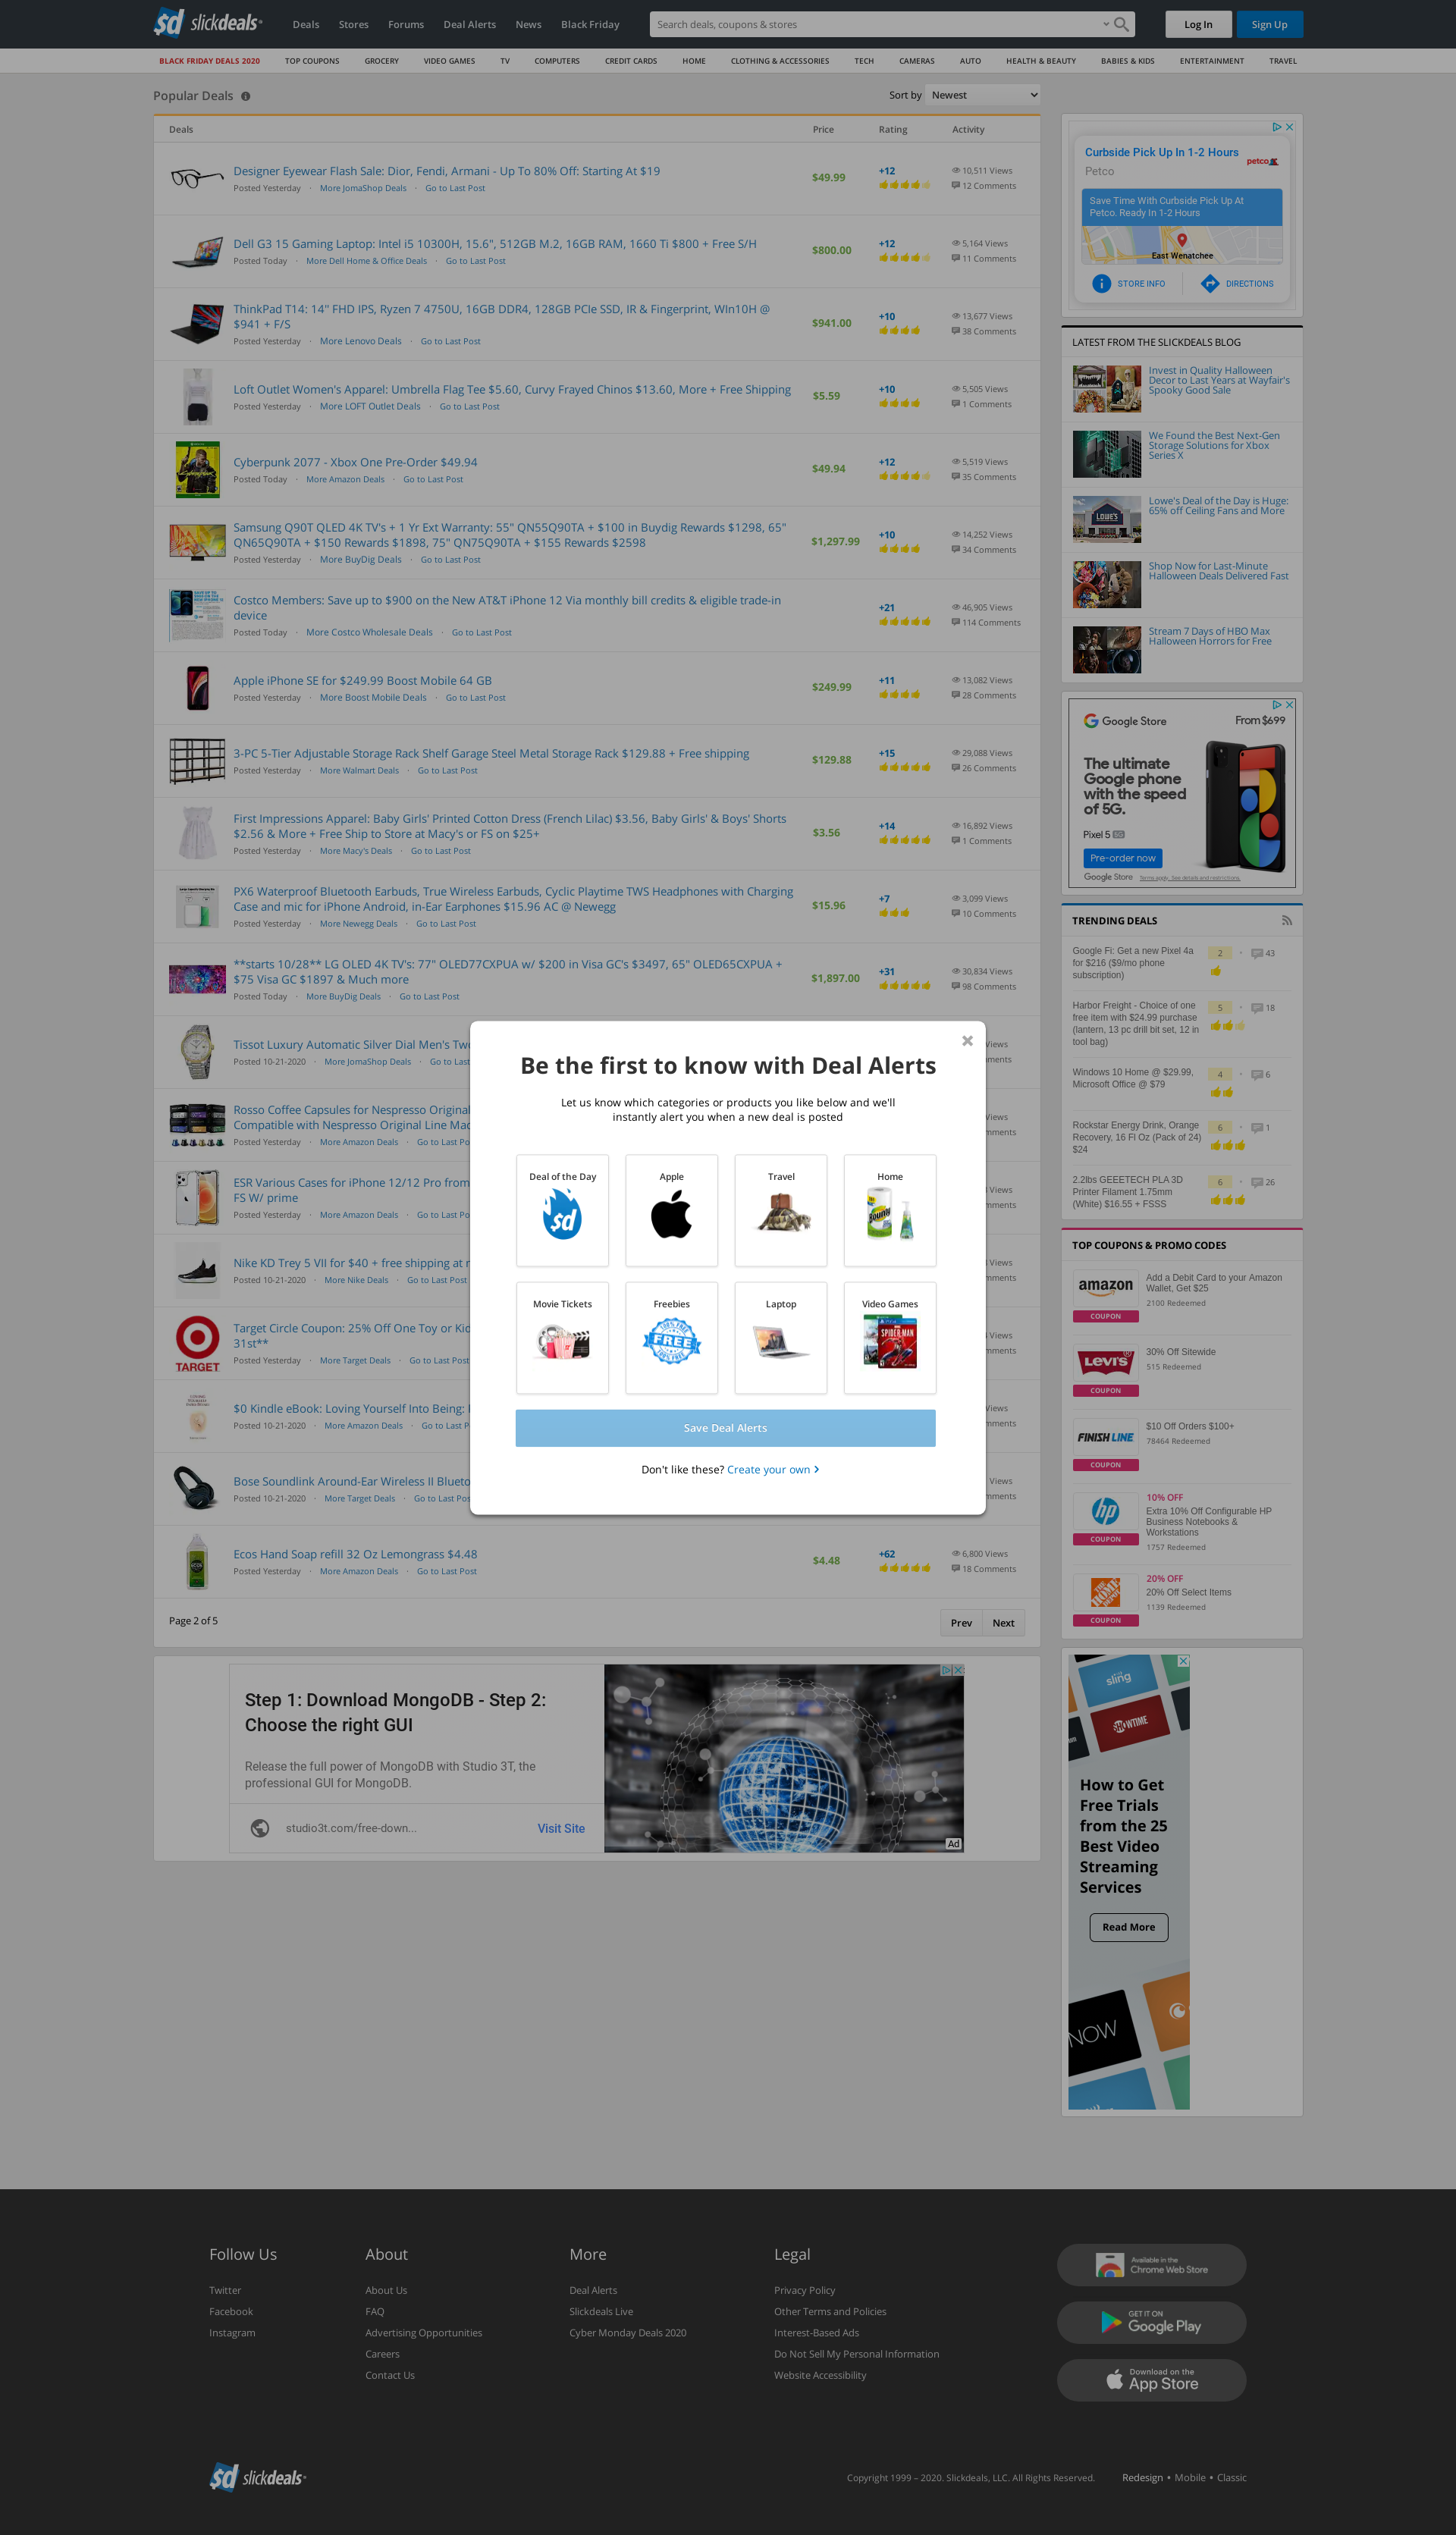 slickdeals
Deals Stores Forums Deal Alerts News Black Friday
Search deals, coupons & stores
Log In Sign Up
BLACK FRIDAY DEALS 2020 TOP COUPONS GROCERY VIDEO GAMES TV COMPUTERS CREDIT CARDS HOME CLOTHING & ACCESSORIES TECH CAMERAS AUTO HEALTH & BEAUTY BABIES & KIDS ENTERTAINMENT TRAVEL
Popular Deals
Sort by Newest
Deals Price Rating Activity
Designer Eyewear Flash Sale: Dior, Fendi, Armani - Up To 80% Off: Starting At $19
Posted Yesterday · More JomaShop Deals · Go to Last Post
$49.99 +12 10,511 Views
12 Comments
Dell G3 15 Gaming Laptop: Intel i5 10300H, 15.6", 512GB M.2, 16GB RAM, 1660 Ti $800 + Free S/H
Posted Today · More Dell Home & Office Deals · Go to Last Post
$800.00 +12 5,164 Views
11 Comments
ThinkPad T14: 14" FHD IPS, Ryzen 7 4750U, 16GB DDR4, 128GB PCIe SSD, IR & Fingerprint, WIn10H @
$941 + F/S
Posted Yesterday · More Lenovo Deals · Go to Last Post
$941.00 +10 13,677 Views
38 Comments
Loft Outlet Women's Apparel: Umbrella Flag Tee $5.60, Curvy Frayed Chinos $13.60, More + Free Shipping
Posted Yesterday · More LOFT Outlet Deals · Go to Last Post
$5.59 +10 5,505 Views
1 Comments
Cyberpunk 2077 - Xbox One Pre-Order $49.94
Posted Today · More Amazon Deals · Go to Last Post
$49.94 +12 5,519 Views
35 Comments
Samsung Q90T QLED 4K TV's + 1 Yr Ext Warranty: 55" QN55Q90TA + $100 in Buydig Rewards $1298, 65"
QN65Q90TA + $150 Rewards $1898, 75" QN75Q90TA + $155 Rewards $2598
Posted Yesterday · More BuyDig Deals · Go to Last Post
$1,297.99 +10 14,252 Views
34 Comments
Costco Members: Save up to $900 on the New AT&T iPhone 12 Via monthly bill credits & eligible trade-in
device
Posted Today · More Costco Wholesale Deals · Go to Last Post
+21 46,905 Views
114 Comments
Apple iPhone SE for $249.99 Boost Mobile 64 GB
Posted Yesterday · More Boost Mobile Deals · Go to Last Post
$249.99 +11 13,082 Views
28 Comments
3-PC 5-Tier Adjustable Storage Rack Shelf Garage Steel Metal Storage Rack $129.88 + Free shipping
Posted Yesterday · More Walmart Deals · Go to Last Post
$129.88 +15 29,088 Views
26 Comments
First Impressions Apparel: Baby Girls' Printed Cotton Dress (French Lilac) $3.56, Baby Girls' & Boys' Shorts
$2.56 & More + Free Ship to Store at Macy's or FS on $25+
Posted Yesterday · More Macy's Deals · Go to Last Post
$3.56 +14 16,892 Views
1 Comments
PX6 Waterproof Bluetooth Earbuds, True Wireless Earbuds, Cyclic Playtime TWS Headphones with Charging
Case and mic for iPhone Android, in-Ear Earphones $15.96 AC @ Newegg
Posted Yesterday · More Newegg Deals · Go to Last Post
$15.96 +7 3,099 Views
10 Comments
**starts 10/28** LG OLED 4K TV's: 77" OLED77CXPUA w/ $200 in Visa GC's $3497, 65" OLED65CXPUA +
$75 Visa GC $1897 & Much more
Posted Today · More BuyDig Deals · Go to Last Post
$1,897.00 +31 30,834 Views
98 Comments
Tissot Luxury Automatic Silver Dial Men's Two
Posted 10-21-2020 · More JomaShop Deals · Go to Last
Rosso Coffee Capsules for Nespresso Original
Compatible with Nespresso Original Line Mac
Posted Yesterday · More Amazon Deals · Go to Last Po
ESR Various Cases for iPhone 12/12 Pro from
FS W/ prime
Posted Yesterday · More Amazon Deals · Go to Last Po
Nike KD Trey 5 VII for $40 + free shipping at
Posted 10-21-2020 · More Nike Deals · Go to Last Post
Target Circle Coupon: 25% Off One Toy or Kid
31st**
Posted Yesterday · More Target Deals · Go to Last Post
TARGET
$0 Kindle eBook: Loving Yourself Into Being:
Posted 10-21-2020 · More Amazon Deals · Go to Last P
Bose Soundlink Around-Ear Wireless II Blueto
Posted 10-21-2020 · More Target Deals · Go to Last Pos
Ecos Hand Soap refill 32 Oz Lemongrass $4.48
Posted Yesterday · More Amazon Deals · Go to Last Post
$4.48 +62 6,800 Views
18 Comments
Page 2 of 5
Prev Next
Be the first to know with Deal Alerts
Let us know which categories or products you like below and we'll
instantly alert you when a new deal is posted
Deal of the Day Apple Travel Home
Bounty
Movie Tickets Freebies Laptop Video Games
100% FREE
FREE
100% FREE
SPIDER-MAN
Save Deal Alerts
Don't like these? Create your own
Step 1: Download MongoDB - Step 2:
Choose the right GUI
Release the full power of MongoDB with Studio 3T, the
professional GUI for MongoDB.
studio3t.com/free-down...
Visit Site
Ad
Curbside Pick Up In 1-2 Hours
Petco
petco
Save Time With Curbside Pick Up At
Petco. Ready In 1-2 Hours
East Wenatchee
STORE INFO DIRECTIONS
LATEST FROM THE SLICKDEALS BLOG
Invest in Quality Halloween
Decor to Last Years at Wayfair's
Spooky Good Sale
We Found the Best Next-Gen
Storage Solutions for Xbox
Series X
Lowe's Deal of the Day is Huge:
65% off Ceiling Fans and More
LOWE'S
Shop Now for Last-Minute
Halloween Deals Delivered Fast
Stream 7 Days of HBO Max
Halloween Horrors for Free
Google Store From $699
The ultimate
Google phone
with the speed
of 5G.
Pixel 5 5G
Pre-order now
Google Store Terms apply. See details and restrictions.
TRENDING DEALS
Google Fi: Get a new Pixel 4a
for $216 ($9/mo phone
subscription)
2 · 43
Harbor Freight - Choice of one
free item with $24.99 purchase
(lantern, 13 pc drill bit set, 12 in
tool bag)
5 · 18
Windows 10 Home @ $29.99,
Microsoft Office @ $79
4 · 6
Rockstar Energy Drink, Orange
Recovery, 16 Fl Oz (Pack of 24)
$24
6 · 1
2.2lbs GEEETECH PLA 3D
Printer Filament 1.75mm
(White) $16.55 + FSSS
6 · 26
TOP COUPONS & PROMO CODES
amazon
COUPON
Add a Debit Card to your Amazon
Wallet, Get $25
2100 Redeemed
LEVI'S
COUPON
30% Off Sitewide
515 Redeemed
FINISH LINE
COUPON
$10 Off Orders $100+
78464 Redeemed
hp
COUPON
10% OFF
Extra 10% Off Configurable HP
Business Notebooks &
Workstations
1757 Redeemed
THE HOME DEPOT
COUPON
20% OFF
20% Off Select Items
1139 Redeemed
sling
SHOWTIME
How to Get
Free Trials
from the 25
Best Video
Streaming
Services
Read More
NOW
Follow Us
Twitter
Facebook
Instagram
About
About Us
FAQ
Advertising Opportunities
Careers
Contact Us
More
Deal Alerts
Slickdeals Live
Cyber Monday Deals 2020
Legal
Privacy Policy
Other Terms and Policies
Interest-Based Ads
Do Not Sell My Personal Information
Website Accessibility
Available in the
Chrome Web Store
GET IT ON
Google Play
Download on the
App Store
slickdeals
Copyright 1999 – 2020. Slickdeals, LLC. All Rights Reserved.
Redesign • Mobile • Classic